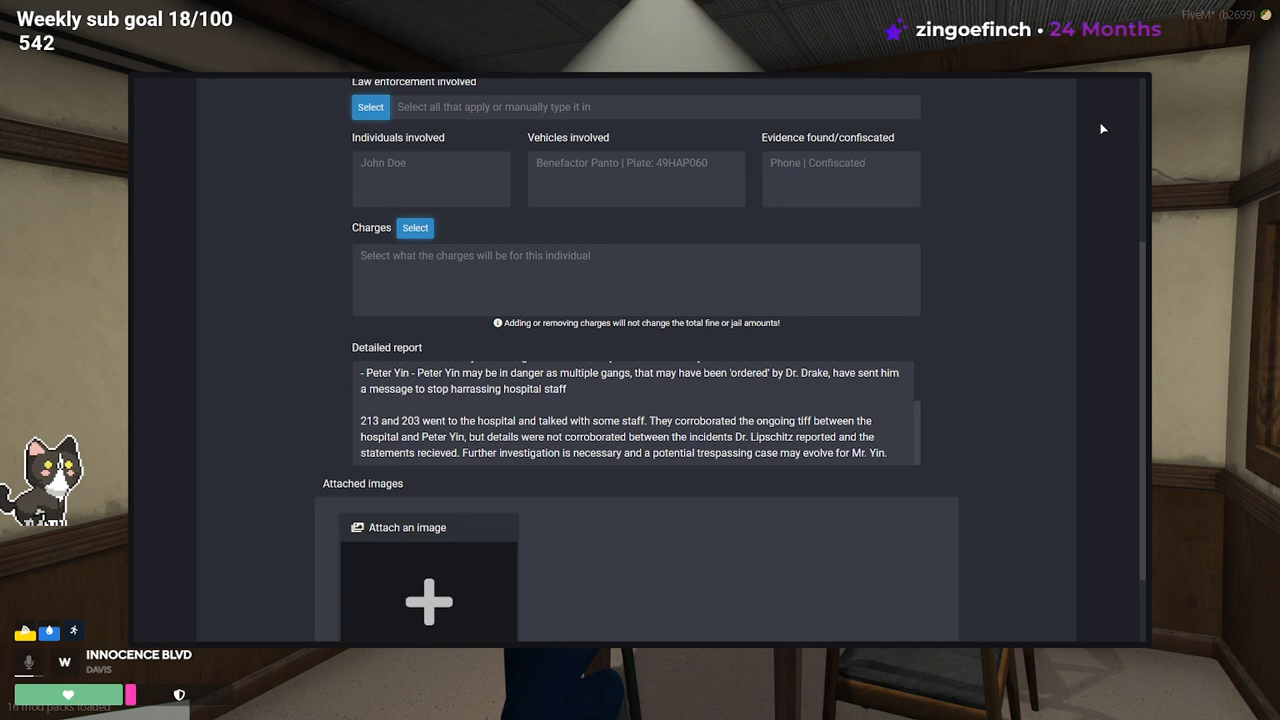 Weekly sub goal 18/100
542
FiveM* (b2699)
zingoefinch • 24 Months
Law enforcement involved
Select Select all that apply or manually type it in
Individuals involved Vehicles involved Evidence found/confiscated
John Doe Benefactor Panto | Plate: 49HAP060 Phone | Confiscated
Charges Select
Select what the charges will be for this individual
Adding or removing charges will not change the total fine or jail amounts!
Detailed report
- Peter Yin - Peter Yin may be in danger as multiple gangs, that may have been 'ordered' by Dr. Drake, have sent him
a message to stop harrassing hospital staff
213 and 203 went to the hospital and talked with some staff. They corroborated the ongoing tiff between the
hospital and Peter Yin, but details were not corroborated between the incidents Dr. Lipschitz reported and the
statements recieved. Further investigation is necessary and a potential trespassing case may evolve for Mr. Yin.
Attached images
Attach an image
W INNOCENCE BLVD
DAVIS
16 mod packs loaded